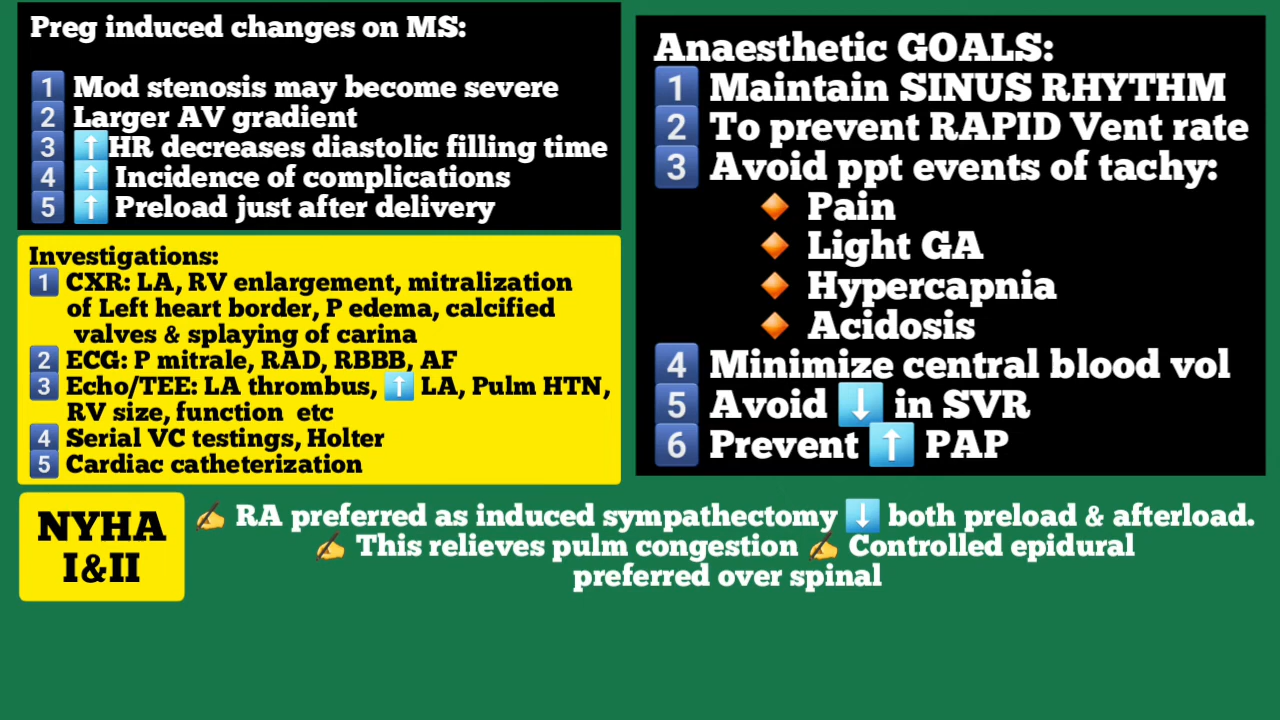 Preg induced changes on MS:
1 Mod stenosis may become severe
2 Larger AV gradient
3 ↑HR decreases diastolic filling time
4 ↑ Incidence of complications
5 ↑ Preload just after delivery
Investigations:
1 CXR: LA, RV enlargement, mitralization
of Left heart border, P edema, calcified
valves & splaying of carina
2 ECG: P mitrale, RAD, RBBB, AF
3 Echo/TEE: LA thrombus, ↑ LA, Pulm HTN,
RV size, function etc
4 Serial VC testings, Holter
5 Cardiac catheterization
Anaesthetic GOALS:
1 Maintain SINUS RHYTHM
2 To prevent RAPID Vent rate
3 Avoid ppt events of tachy:
🔸 Pain
🔸 Light GA
🔸 Hypercapnia
🔸 Acidosis
4 Minimize central blood vol
5 Avoid ↓ in SVR
6 Prevent ↑ PAP
NYHA
I&II
✍ RA preferred as induced sympathectomy ↓ both preload & afterload.
✍ This relieves pulm congestion ✍ Controlled epidural
preferred over spinal